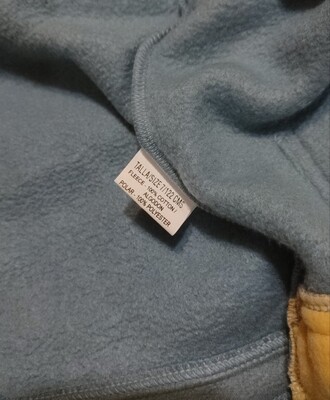 TALLA/SIZE 7/122 CMS
FLEECE: 100% COTTON /
ALGODON
POLAR - 100% POLYESTER